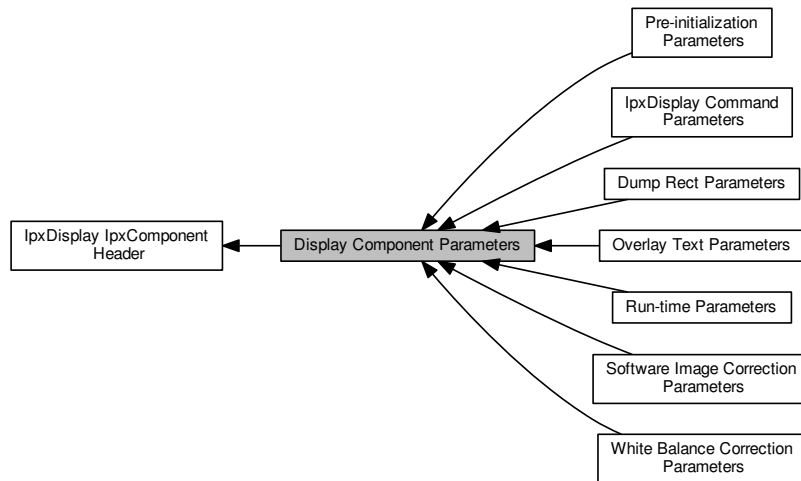 Pre-initialization
Parameters
IpxDisplay Command
Parameters
Dump Rect Parameters
IpxDisplay IpxComponent
Header
Display Component Parameters
Overlay Text Parameters
Run-time Parameters
Software Image Correction
Parameters
White Balance Correction
Parameters